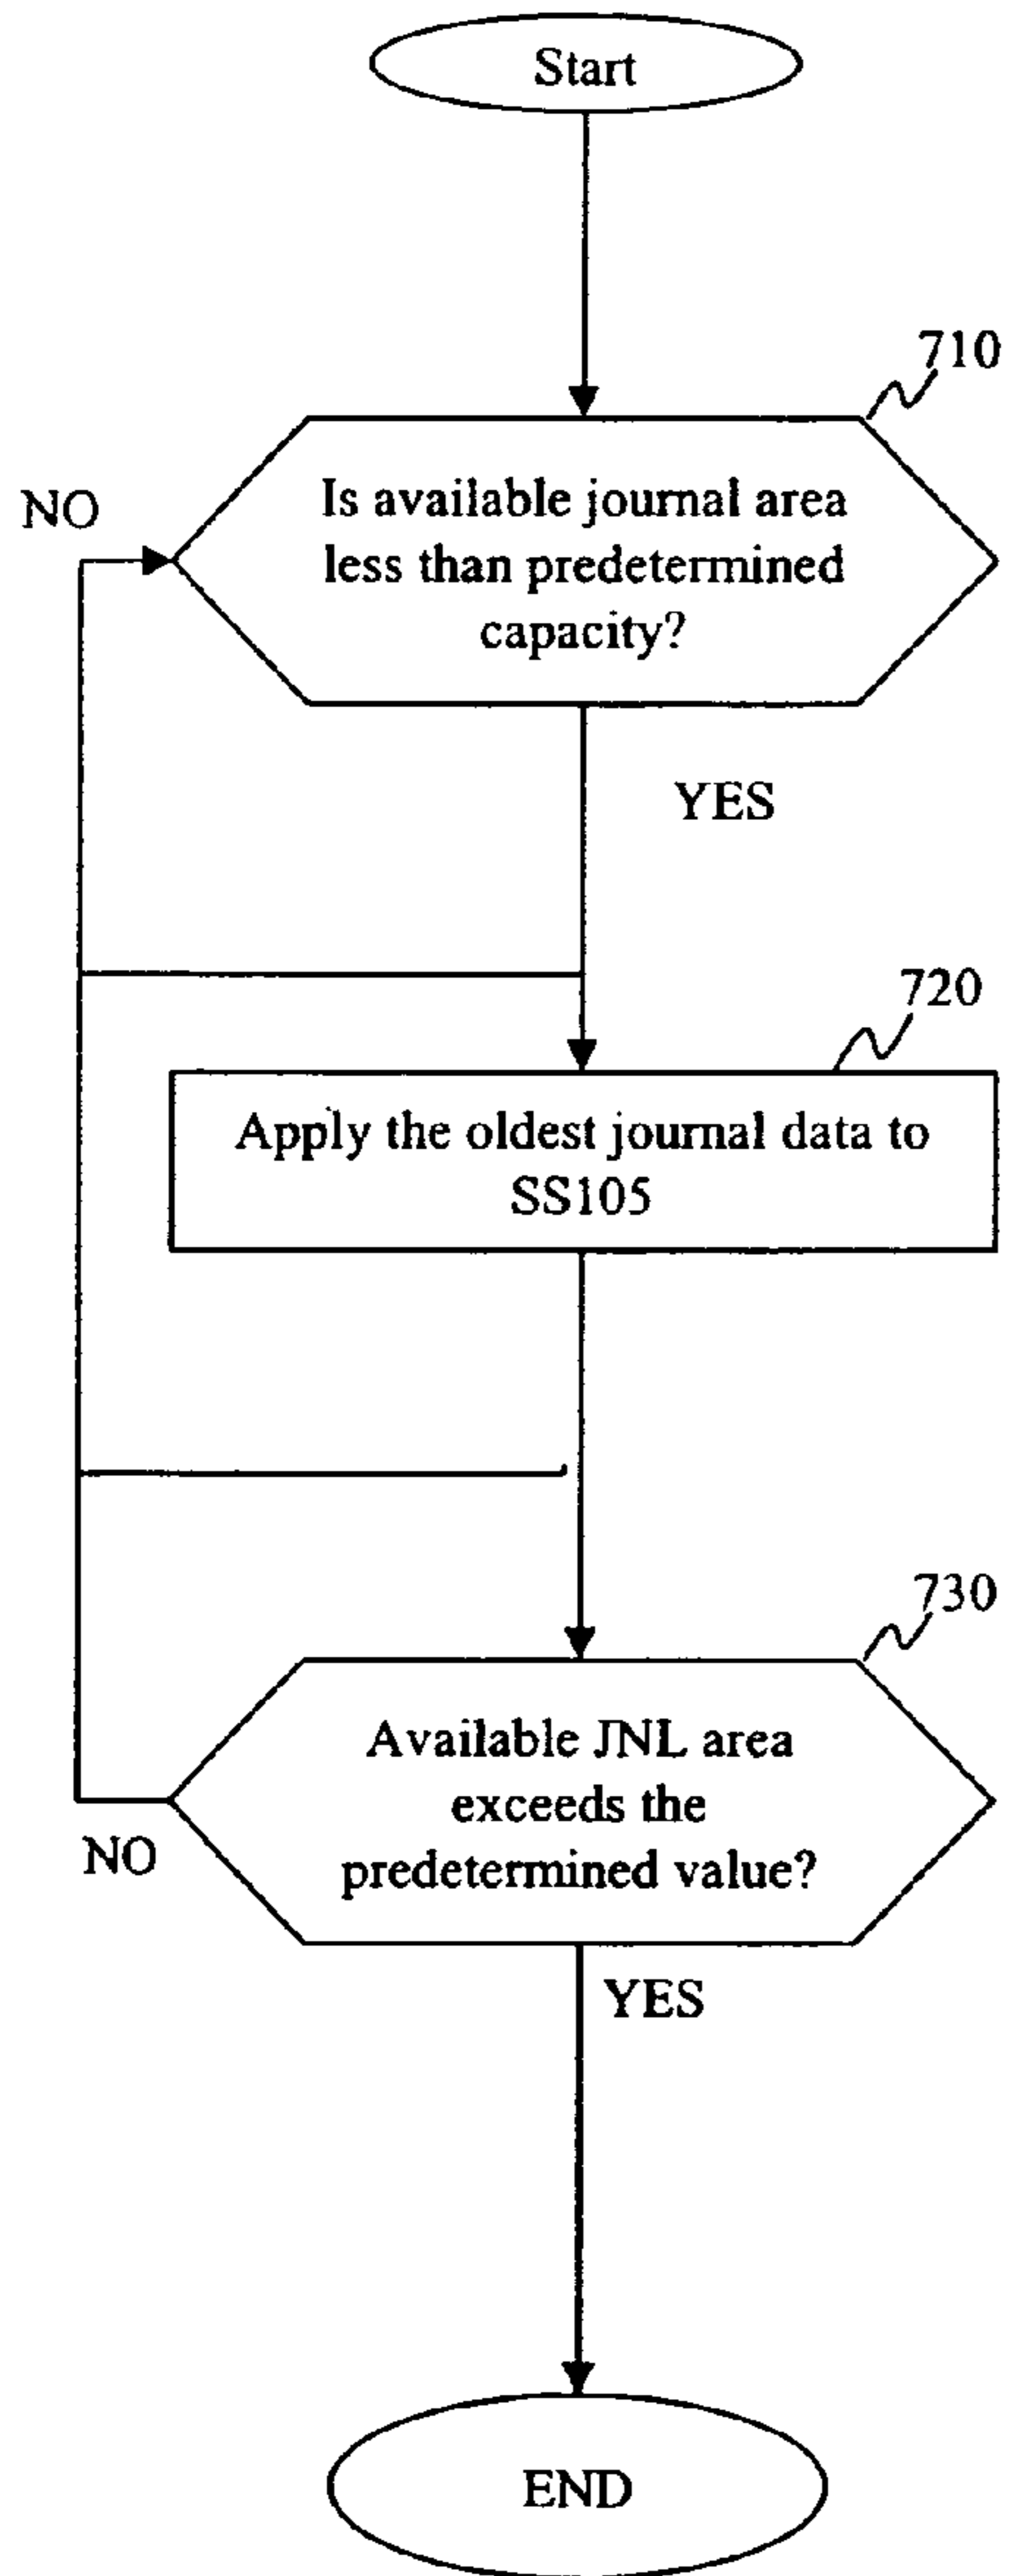 Start
710
NO
Is available journal area
less than predetermined
capacity?
YES
720
Apply the oldest journal data to
SS105
730
Available JNL area
exceeds the
predetermined value?
NO
YES
END